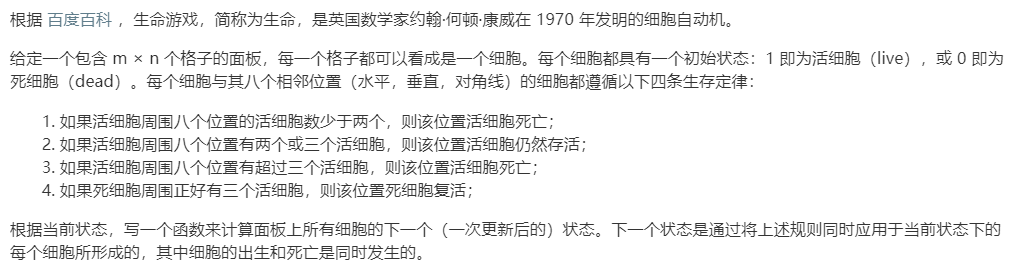 根据 百度百科 ，生命游戏，简称为生命，是英国数学家约翰·何顿·康威在 1970 年发明的细胞自动机。
给定一个包含 m × n 个格子的面板，每一个格子都可以看成是一个细胞。每个细胞都具有一个初始状态：1 即为活细胞（live），或 0 即为
死细胞（dead）。每个细胞与其八个相邻位置（水平，垂直，对角线）的细胞都遵循以下四条生存定律：
1. 如果活细胞周围八个位置的活细胞数少于两个，则该位置活细胞死亡；
2. 如果活细胞周围八个位置有两个或三个活细胞，则该位置活细胞仍然存活；
3. 如果活细胞周围八个位置有超过三个活细胞，则该位置活细胞死亡；
4. 如果死细胞周围正好有三个活细胞，则该位置死细胞复活；
根据当前状态，写一个函数来计算面板上所有细胞的下一个（一次更新后的）状态。下一个状态是通过将上述规则同时应用于当前状态下的
每个细胞所形成的，其中细胞的出生和死亡是同时发生的。